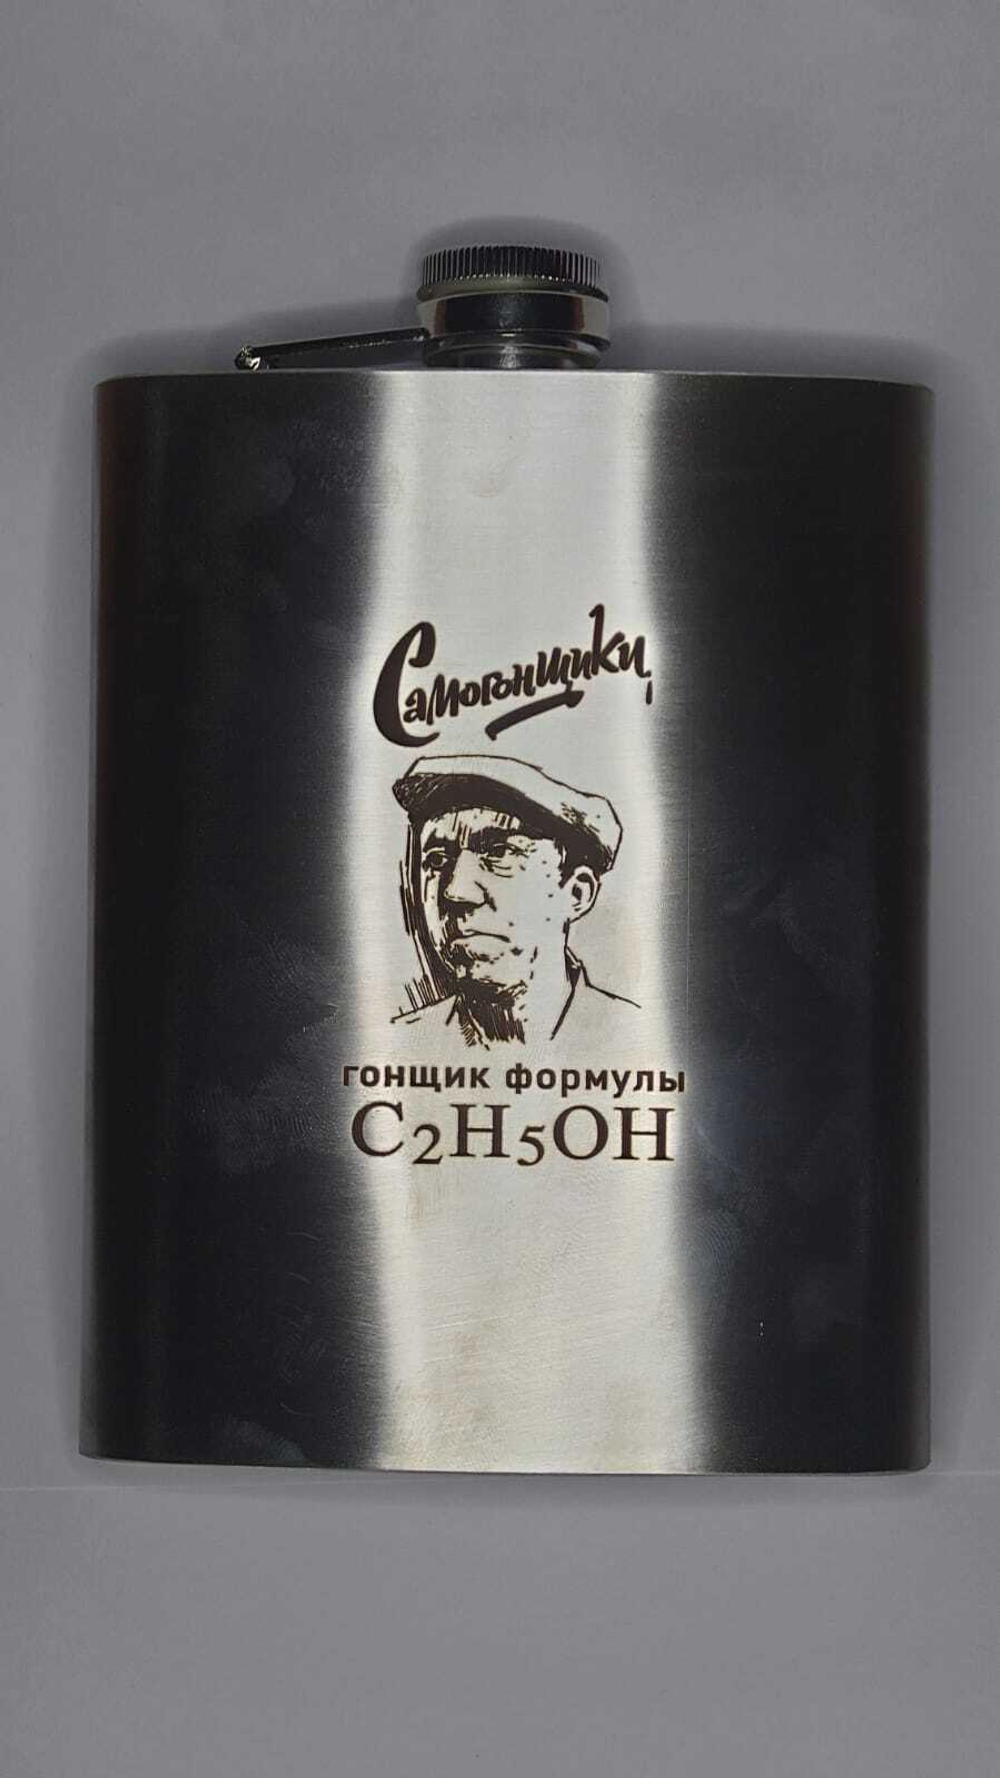 Самогонщики
гонщик формулы
C₂H₅OH